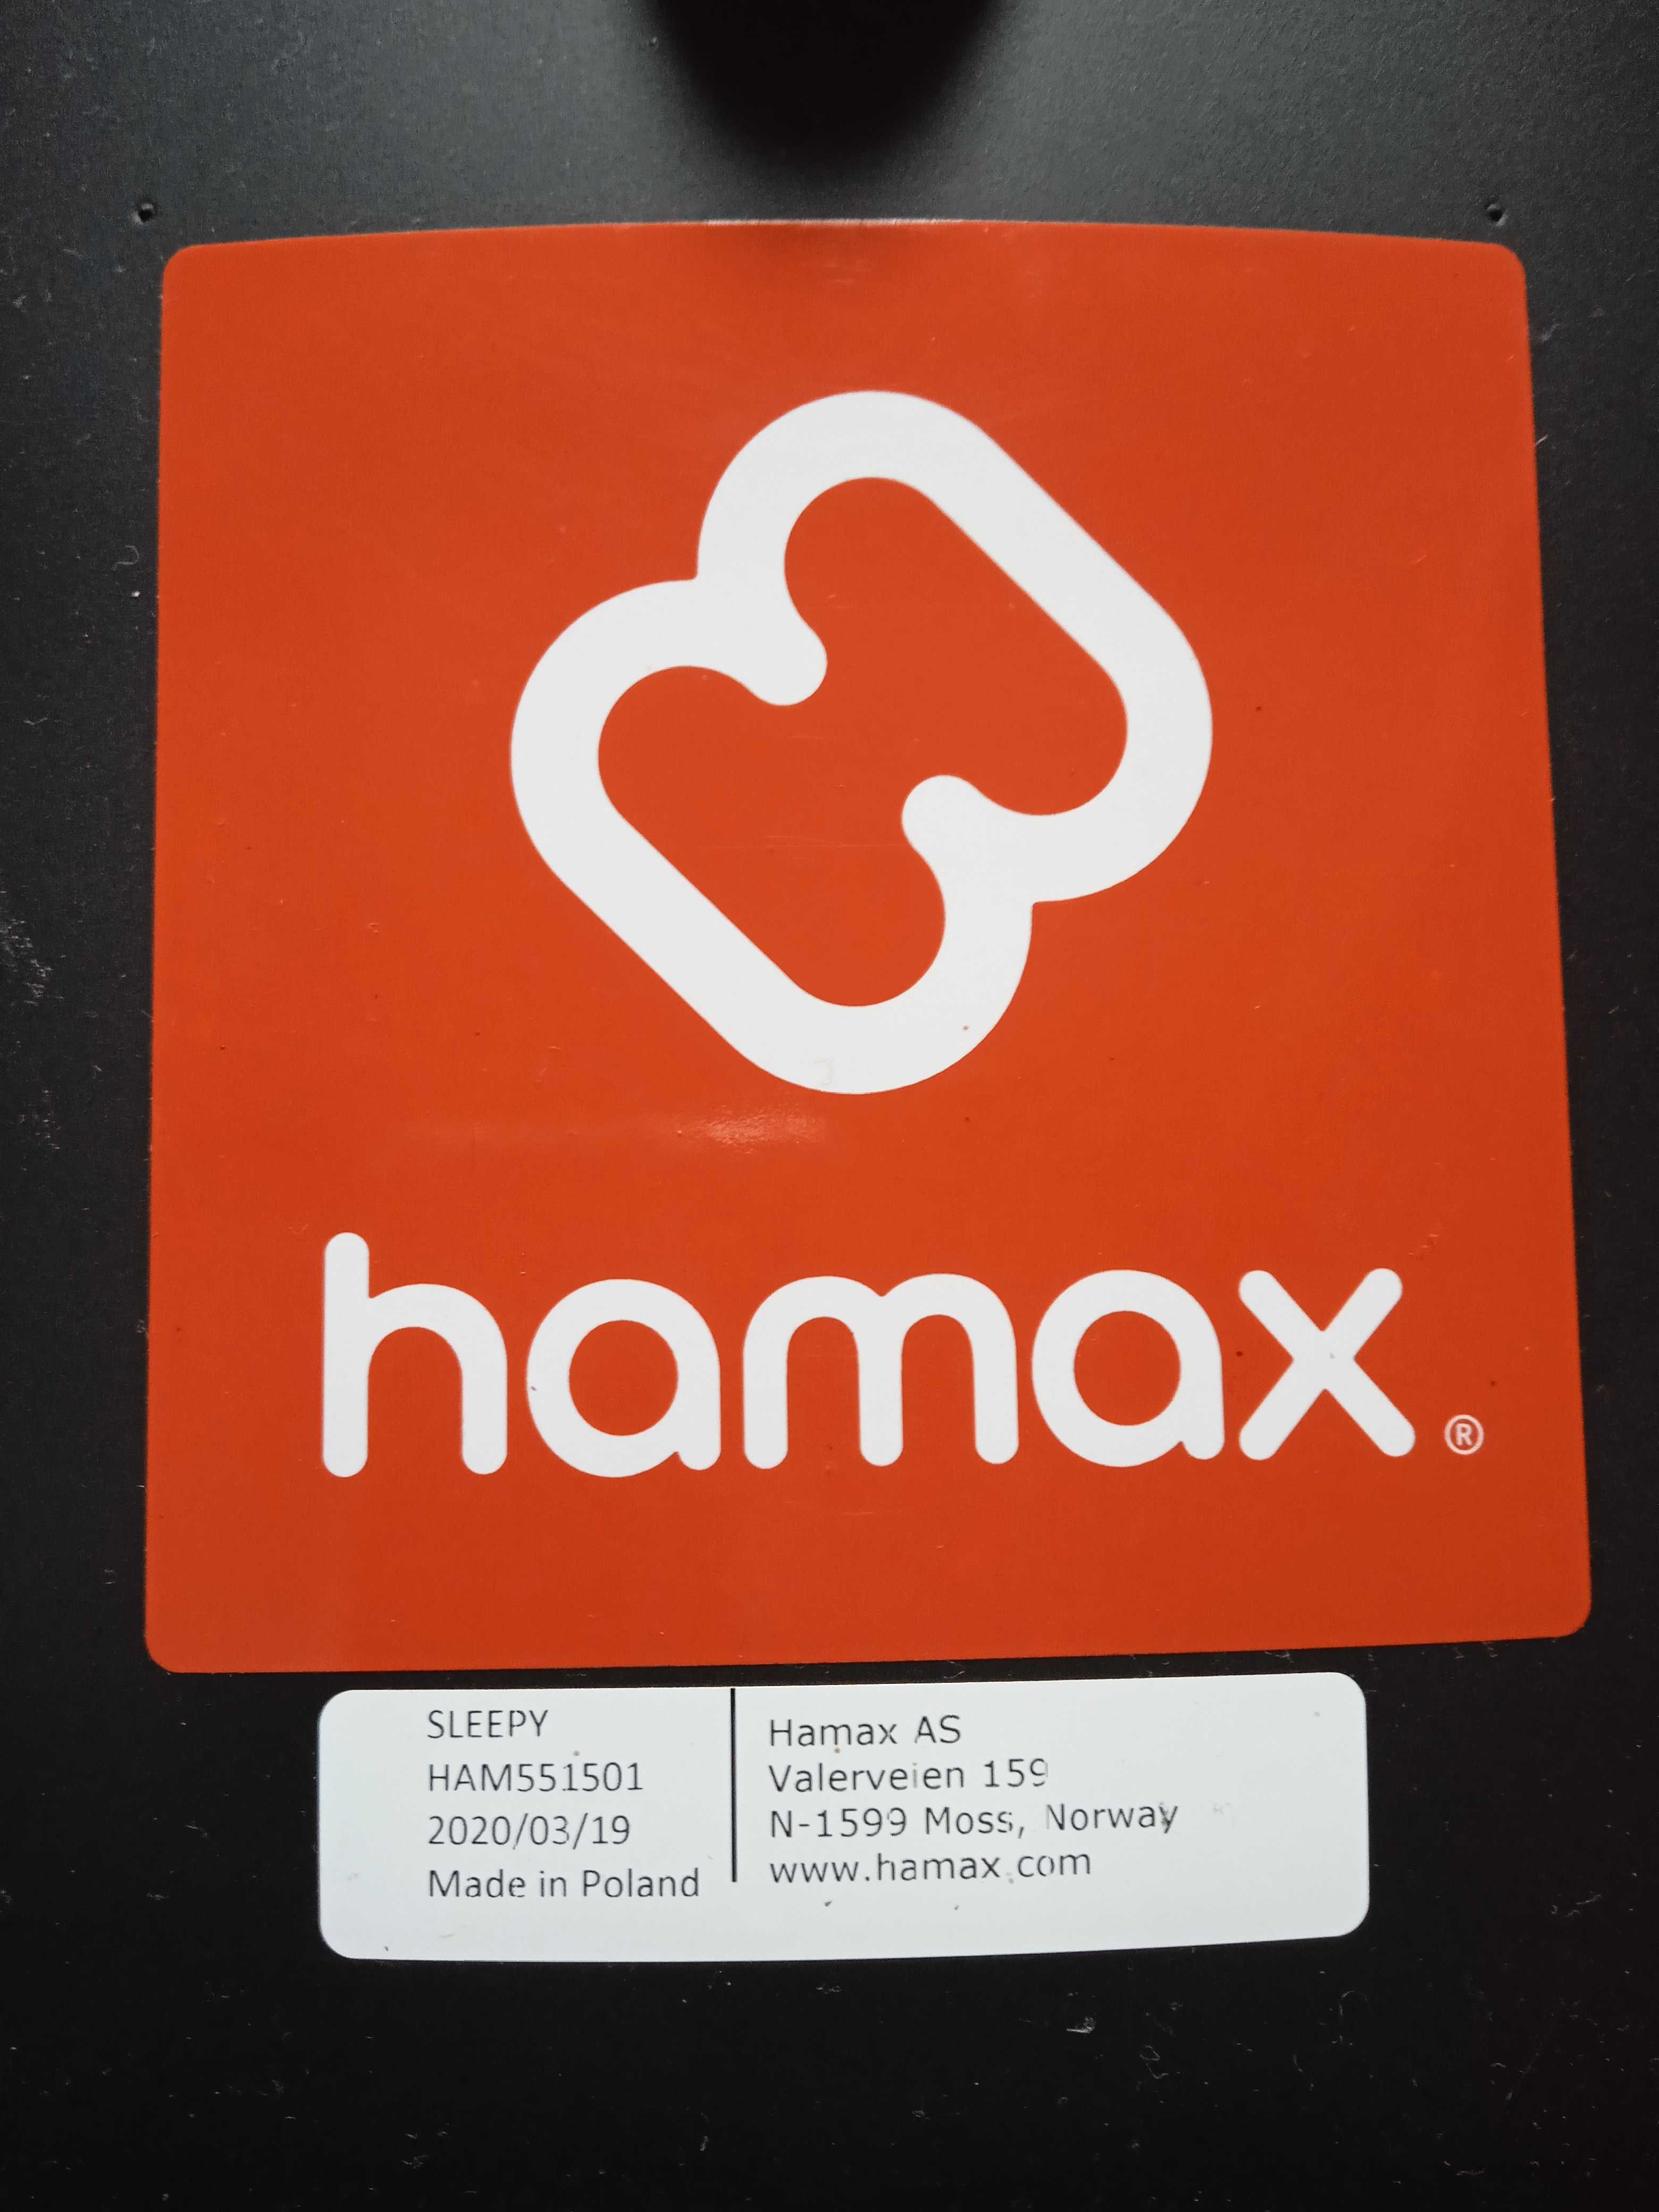 hamax ®
SLEEPY
HAM551501
2020/03/19
Made in Poland
Hamax AS
Valerveien 159
N-1599 Moss, Norway
www.hamax.com